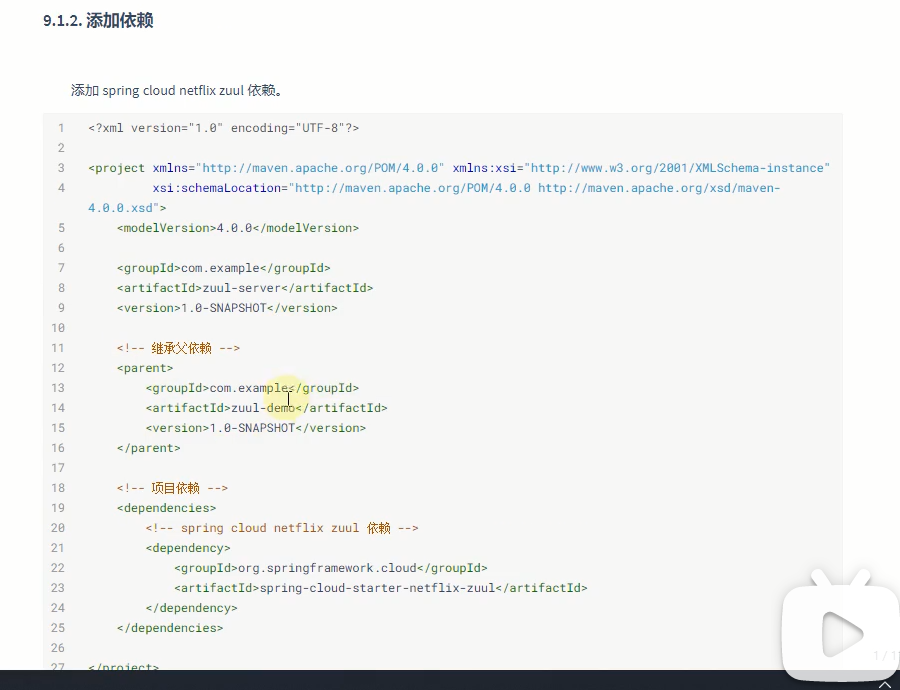 9.1.2. 添加依赖
添加 spring cloud netflix zuul 依赖。
1 <?xml version="1.0" encoding="UTF-8"?>
2
3 <project xmlns="http://maven.apache.org/POM/4.0.0" xmlns:xsi="http://www.w3.org/2001/XMLSchema-instance"
4 xsi:schemaLocation="http://maven.apache.org/POM/4.0.0 http://maven.apache.org/xsd/maven-
4.0.0.xsd">
5 <modelVersion>4.0.0</modelVersion>
6
7 <groupId>com.example</groupId>
8 <artifactId>zuul-server</artifactId>
9 <version>1.0-SNAPSHOT</version>
10
11 <!-- 继承父依赖 -->
12 <parent>
13 <groupId>com.example</groupId>
14 <artifactId>zuul-demo</artifactId>
15 <version>1.0-SNAPSHOT</version>
16 </parent>
17
18 <!-- 项目依赖 -->
19 <dependencies>
20 <!-- spring cloud netflix zuul 依赖 -->
21 <dependency>
22 <groupId>org.springframework.cloud</groupId>
23 <artifactId>spring-cloud-starter-netflix-zuul</artifactId>
24 </dependency>
25 </dependencies>
26
27 </project>